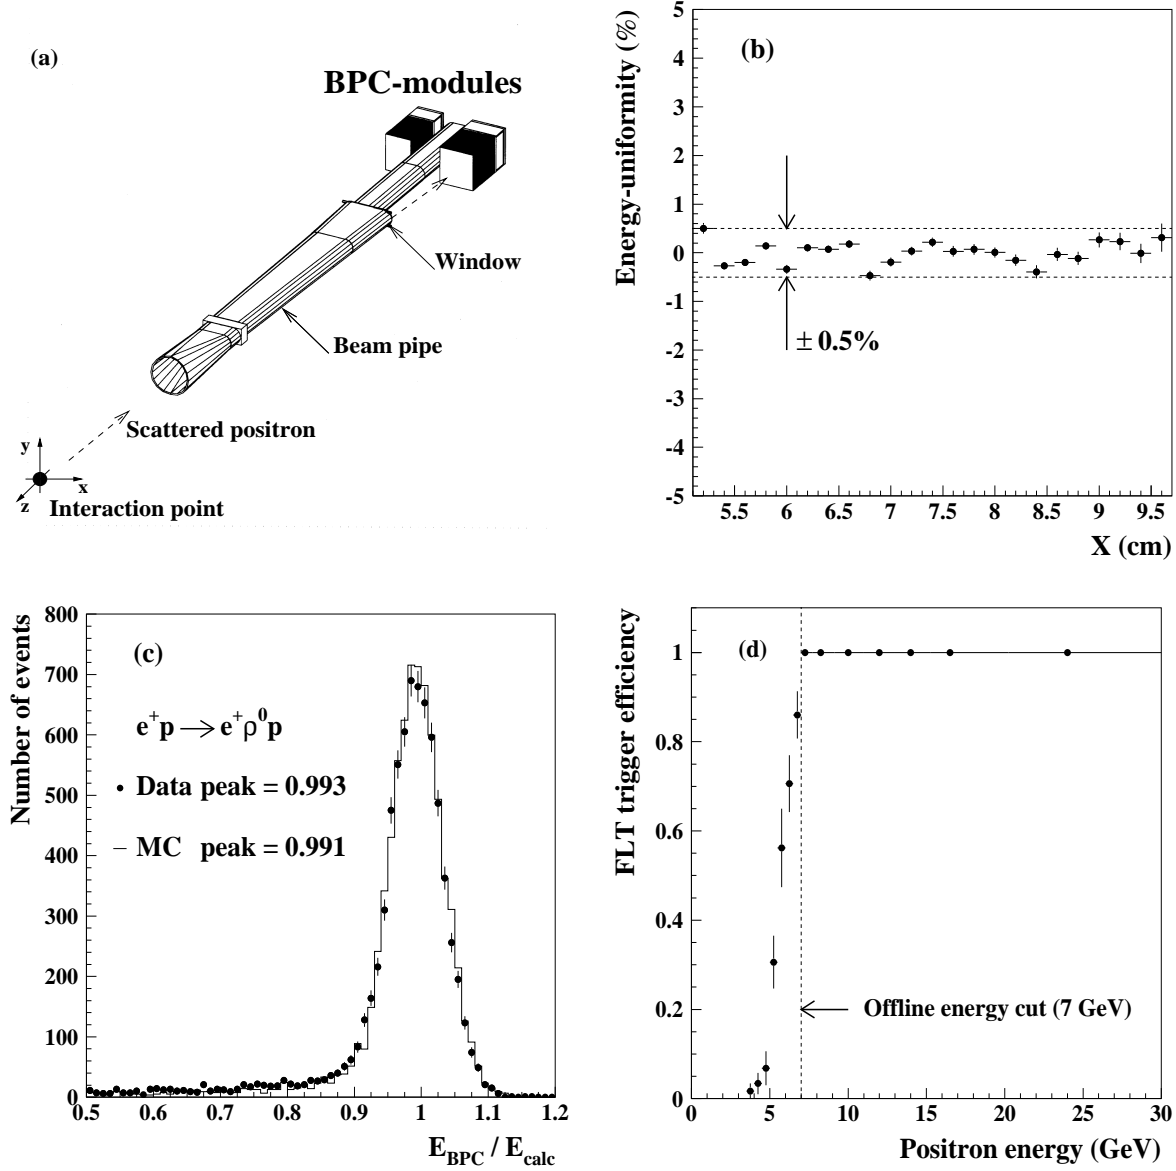 (a)
BPC-modules
Window
Beam pipe
Scattered positron
y
x
z
Interaction point
Energy-uniformity (%)
5
4
3
2
1
0
-1
-2
-3
-4
-5
(b)
± 0.5%
5.5 6 6.5 7 7.5 8 8.5 9 9.5
X (cm)
Number of events
800
700
600
500
400
300
200
100
0
(c)
e⁺p → e⁺ρ⁰p
Data peak = 0.993
MC peak = 0.991
0.5 0.6 0.7 0.8 0.9 1 1.1 1.2
E_BPC / E_calc
FLT trigger efficiency
1
0.8
0.6
0.4
0.2
0
(d)
Offline energy cut (7 GeV)
0 5 10 15 20 25 30
Positron energy (GeV)